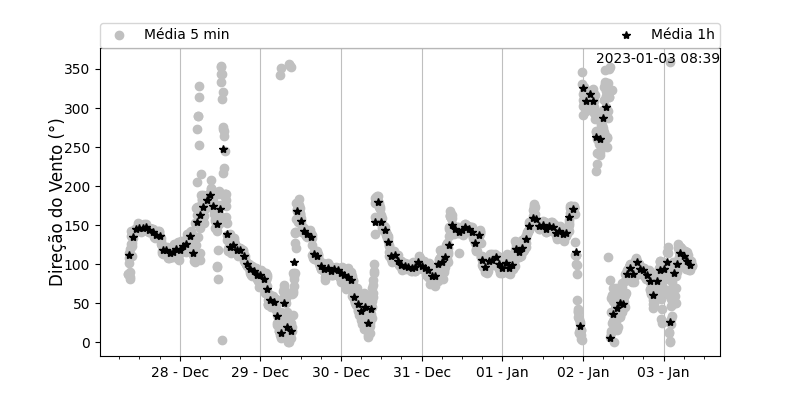 Média 5 min
Média 1h
2023-01-03 08:39
Direção do Vento (°)
350
300
250
200
150
100
50
0
28 - Dec
29 - Dec
30 - Dec
31 - Dec
01 - Jan
02 - Jan
03 - Jan